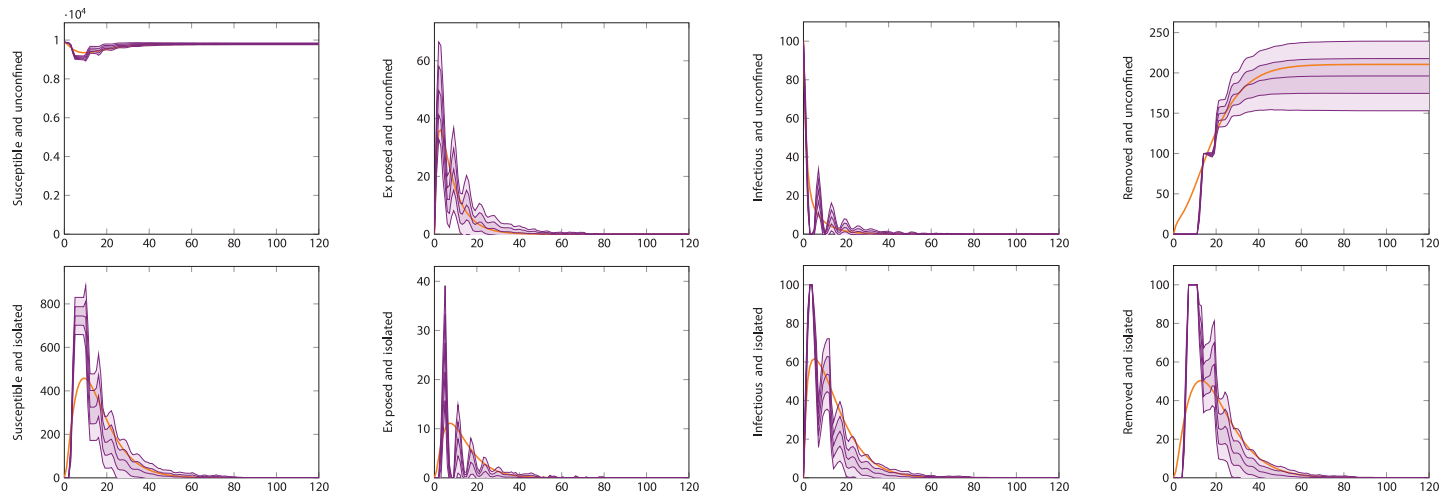 ·10⁴
Susceptible and unconfined
1
0.8
0.6
0.4
0.2
0
0 20 40 60 80 100 120
Ex posed and unconfined
60
40
20
0
0 20 40 60 80 100 120
Infectious and unconfined
100
80
60
40
20
0
0 20 40 60 80 100 120
Removed and unconfined
250
200
150
100
50
0
0 20 40 60 80 100 120
Susceptible and isolated
800
600
400
200
0
0 20 40 60 80 100 120
Ex posed and isolated
40
30
20
10
0
0 20 40 60 80 100 120
Infectious and isolated
100
80
60
40
20
0
0 20 40 60 80 100 120
Removed and isolated
100
80
60
40
20
0
0 20 40 60 80 100 120